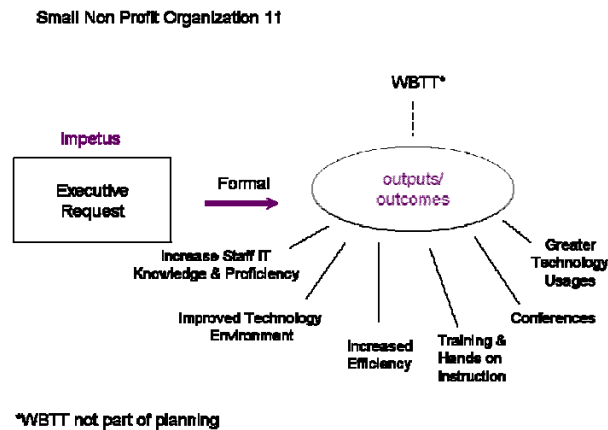 Small Non Profit Organization 11
WBTT*
Impetus
Executive
Request
Formal
outputs/
outcomes
Increase Staff IT
Knowledge & Proficiency
Improved Technology
Environment
Increased
Efficiency
Training &
Hands on
Instruction
Conferences
Greater
Technology
Usages
*WBTT not part of planning